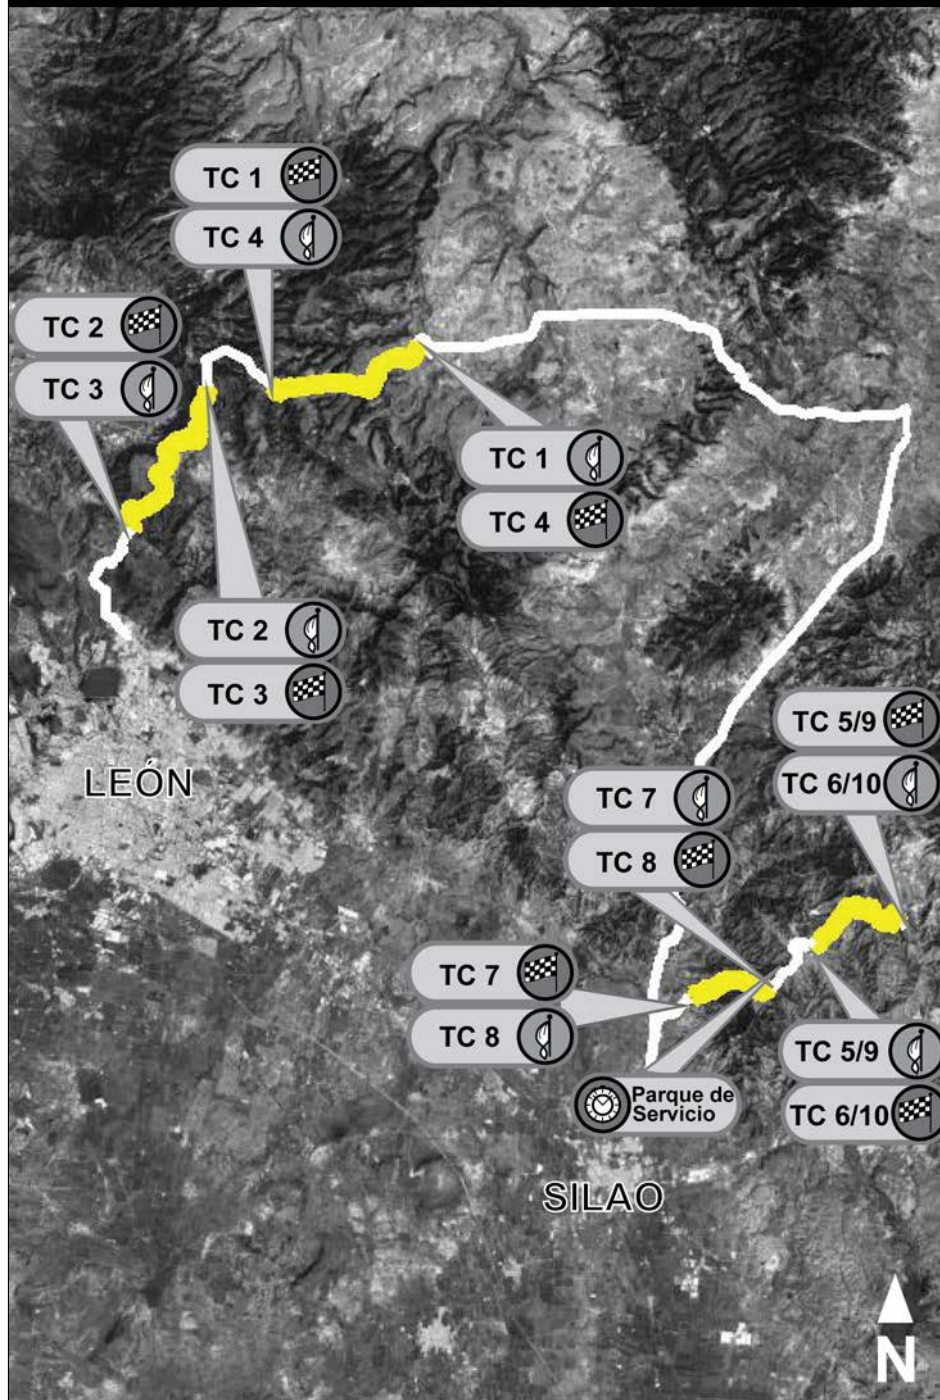 TC 1
TC 4
TC 2
TC 3
TC 1
TC 4
TC 2
TC 3
LEÓN
TC 5/9
TC 6/10
TC 7
TC 8
TC 7
TC 8
TC 5/9
TC 6/10
Parque de
Servicio
SILAO
N